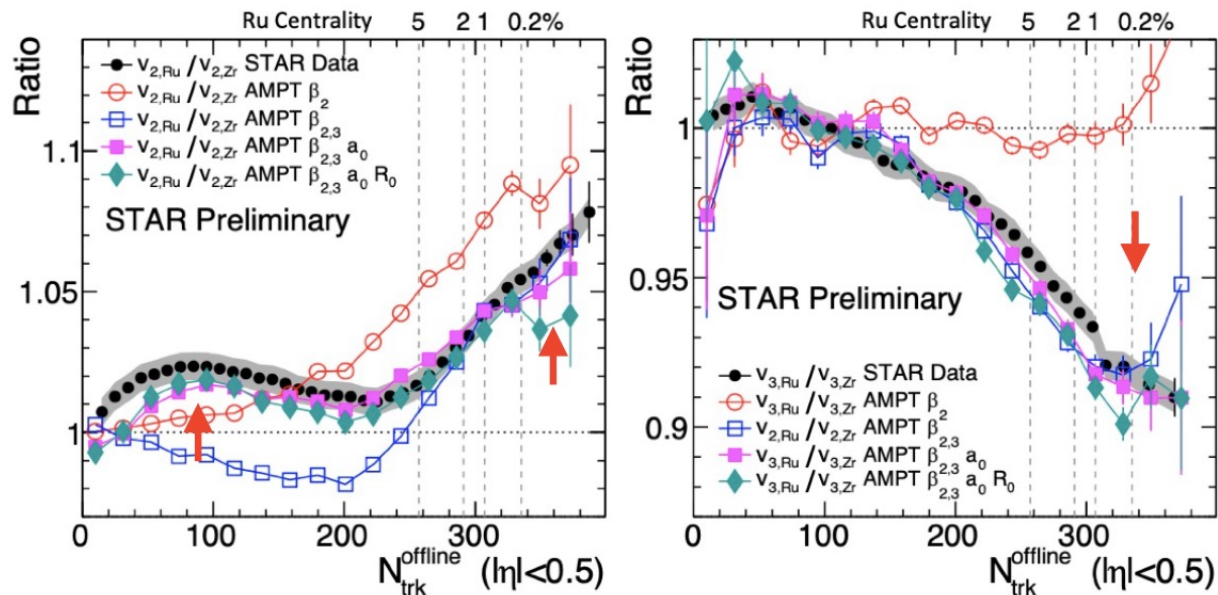 Ru Centrality 5 2 1 0.2%
Ratio
1.1
1.05
1
v2,Ru / v2,Zr STAR Data
v2,Ru / v2,Zr AMPT β2
v2,Ru / v2,Zr AMPT β2,3
v2,Ru / v2,Zr AMPT β2,3 a0
v2,Ru / v2,Zr AMPT β2,3 a0 R0
STAR Preliminary
0 100 200 300
N offline trk (|η|<0.5)
Ru Centrality 5 2 1 0.2%
Ratio
1
0.95
0.9
STAR Preliminary
v3,Ru / v3,Zr STAR Data
v3,Ru / v3,Zr AMPT β2
v2,Ru / v2,Zr AMPT β2,3
v3,Ru / v3,Zr AMPT β2,3 a0
v3,Ru / v3,Zr AMPT β2,3 a0 R0
0 100 200 300
N offline trk (|η|<0.5)